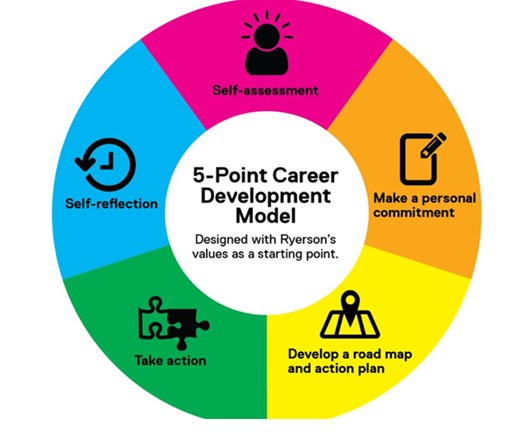 Self-assessment
Make a personal
commitment
Develop a road map
and action plan
Take action
Self-reflection
5-Point Career
Development
Model
Designed with Ryerson's
values as a starting point.